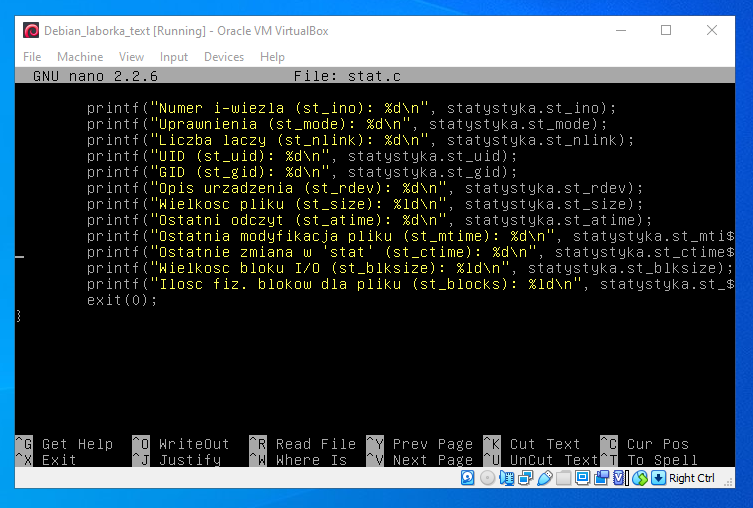 Debian_laborka_text [Running] - Oracle VM VirtualBox
File Machine View Input Devices Help
GNU nano 2.2.6 File: stat.c
printf("Numer i-wiezla (st_ino): %d\n", statystyka.st_ino);
printf("Uprawnienia (st_mode): %d\n", statystyka.st_mode);
printf("Liczba laczy (st_nlink): %d\n", statystyka.st_nlink);
printf("UID (st_uid): %d\n", statystyka.st_uid);
printf("GID (st_gid): %d\n", statystyka.st_gid);
printf("Opis urzadzenia (st_rdev): %d\n", statystyka.st_rdev);
printf("Wielkosc pliku (st_size): %ld\n", statystyka.st_size);
printf("Ostatni odczyt (st_atime): %d\n", statystyka.st_atime);
printf("Ostatnia modyfikacja pliku (st_mtime): %d\n", statystyka.st_mti$
printf("Ostatnie zmiana w 'stat' (st_ctime): %d\n", statystyka.st_ctime$
printf("Wielkosc bloku I/O (st_blksize): %ld\n", statystyka.st_blksize);
printf("Ilosc fiz. blokow dla pliku (st_blocks): %ld\n", statystyka.st_$
exit(0);
}
^G Get Help ^O WriteOut ^R Read File ^Y Prev Page ^K Cut Text ^C Cur Pos
^X Exit ^J Justify ^W Where Is ^V Next Page ^U UnCut Text ^T To Spell
Right Ctrl